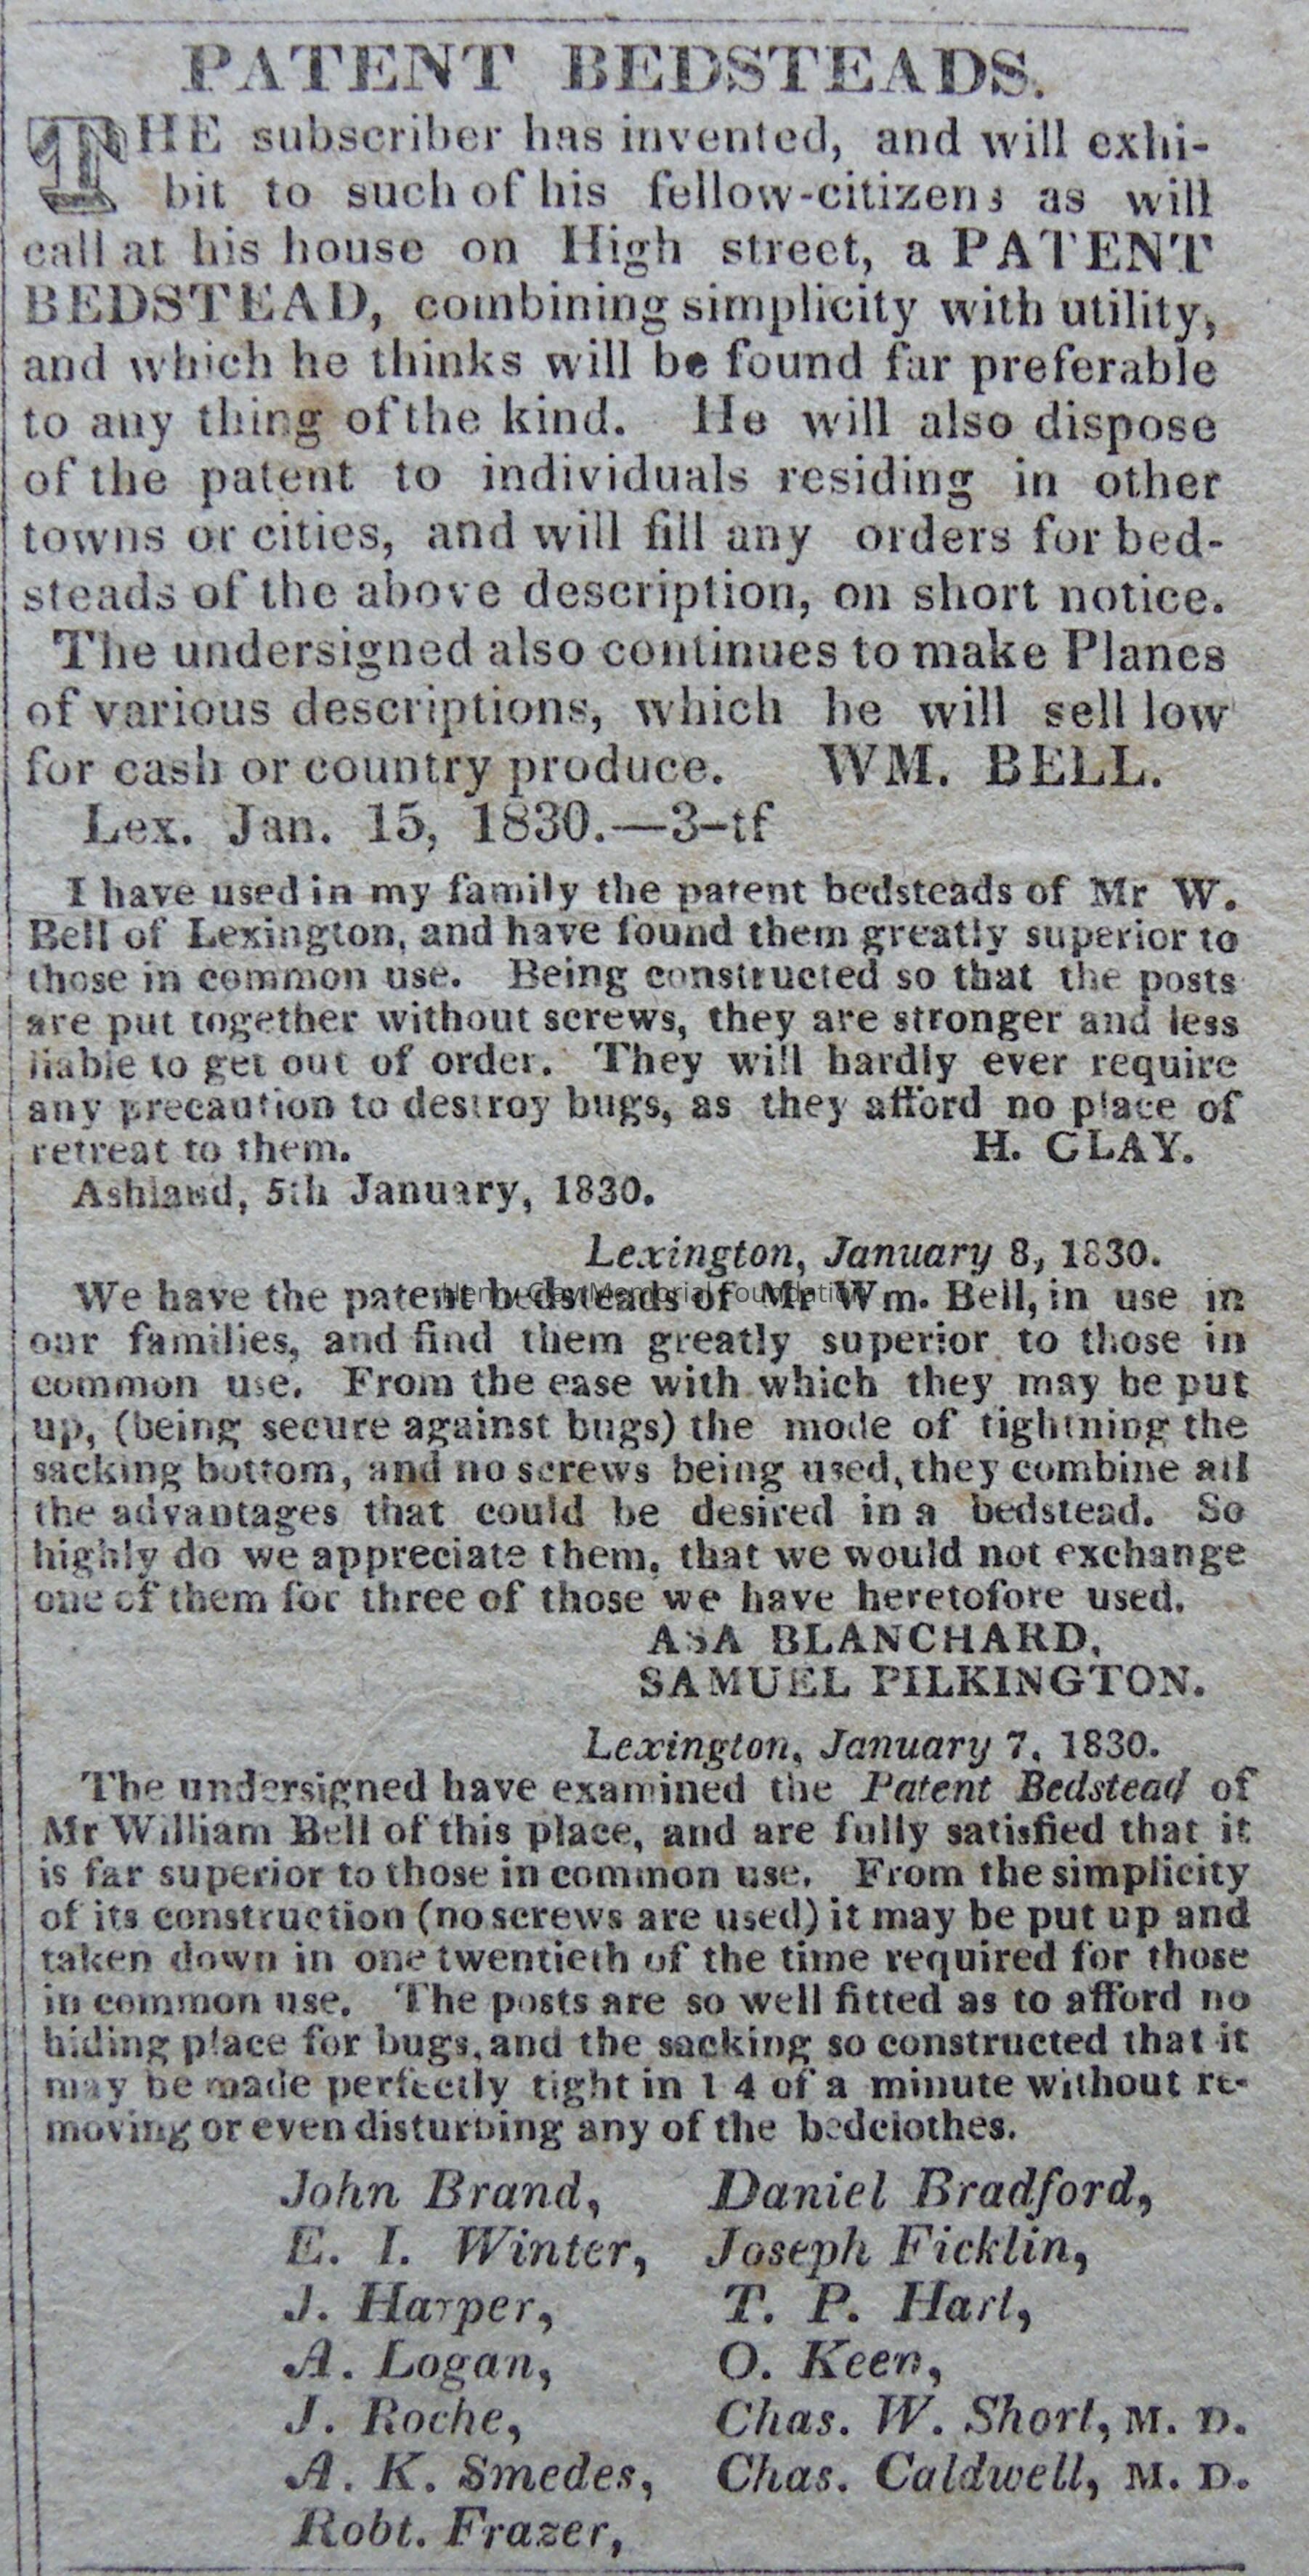 PATENT BEDSTEADS.
THE subscriber has invented, and will exhi-
bit to such of his fellow-citizens as will
call at his house on High street, a PATENT
BEDSTEAD, combining simplicity with utility,
and which he thinks will be found far preferable
to any thing of the kind. He will also dispose
of the patent to individuals residing in other
towns or cities, and will fill any orders for bed-
steads of the above description, on short notice.
The undersigned also continues to make Planes
of various descriptions, which he will sell low
for cash or country produce. WM. BELL.
Lex. Jan. 15, 1830.—3–tf
I have used in my family the patent bedsteads of Mr W.
Bell of Lexington, and have found them greatly superior to
those in common use. Being constructed so that the posts
are put together without screws, they are stronger and less
liable to get out of order. They will hardly ever require
any precaution to destroy bugs, as they afford no place of
retreat to them. H. CLAY.
Ashland, 5th January, 1830.
Lexington, January 8, 1830.
We have the patent bedsteads of Mr Wm. Bell, in use in
Henry Clay Memorial Foundation
our families, and find them greatly superior to those in
common use. From the ease with which they may be put
up, (being secure against bugs) the mode of tightning the
sacking bottom, and no screws being used, they combine all
the advantages that could be desired in a bedstead. So
highly do we appreciate them, that we would not exchange
one of them for three of those we have heretofore used.
ASA BLANCHARD,
SAMUEL PILKINGTON.
Lexington, January 7, 1830.
The undersigned have examined the Patent Bedstead of
Mr William Bell of this place, and are fully satisfied that it
is far superior to those in common use. From the simplicity
of its construction (no screws are used) it may be put up and
taken down in one twentieth of the time required for those
in common use. The posts are so well fitted as to afford no
hiding place for bugs, and the sacking so constructed that it
may be made perfectly tight in 1 4 of a minute without re-
moving or even disturbing any of the bedclothes.
John Brand, Daniel Bradford,
E. I. Winter, Joseph Ficklin,
J. Harper, T. P. Hart,
A. Logan, O. Keen,
J. Roche, Chas. W. Short, M. D.
A. K. Smedes, Chas. Caldwell, M. D.
Robt. Frazer,